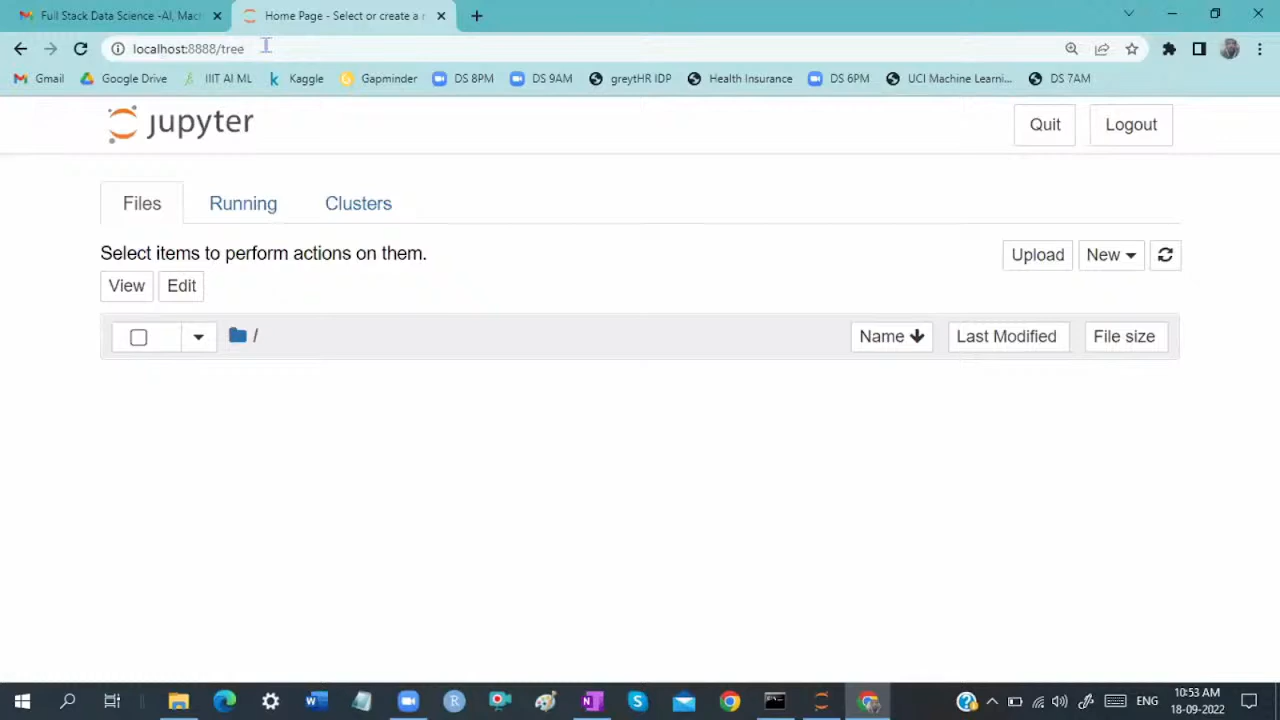 Full Stack Data Science -AI, Mac
Home Page - Select or create a n
localhost:8888/tree
Gmail
Google Drive
IIIT AI ML
Kaggle
Gapminder
DS 8PM
DS 9AM
greytHR IDP
Health Insurance
DS 6PM
UCI Machine Learni...
DS 7AM
jupyter
Quit
Logout
Files
Running
Clusters
Select items to perform actions on them.
Upload
New
View
Edit
/
Name
Last Modified
File size
ENG
10:53 AM
18-09-2022